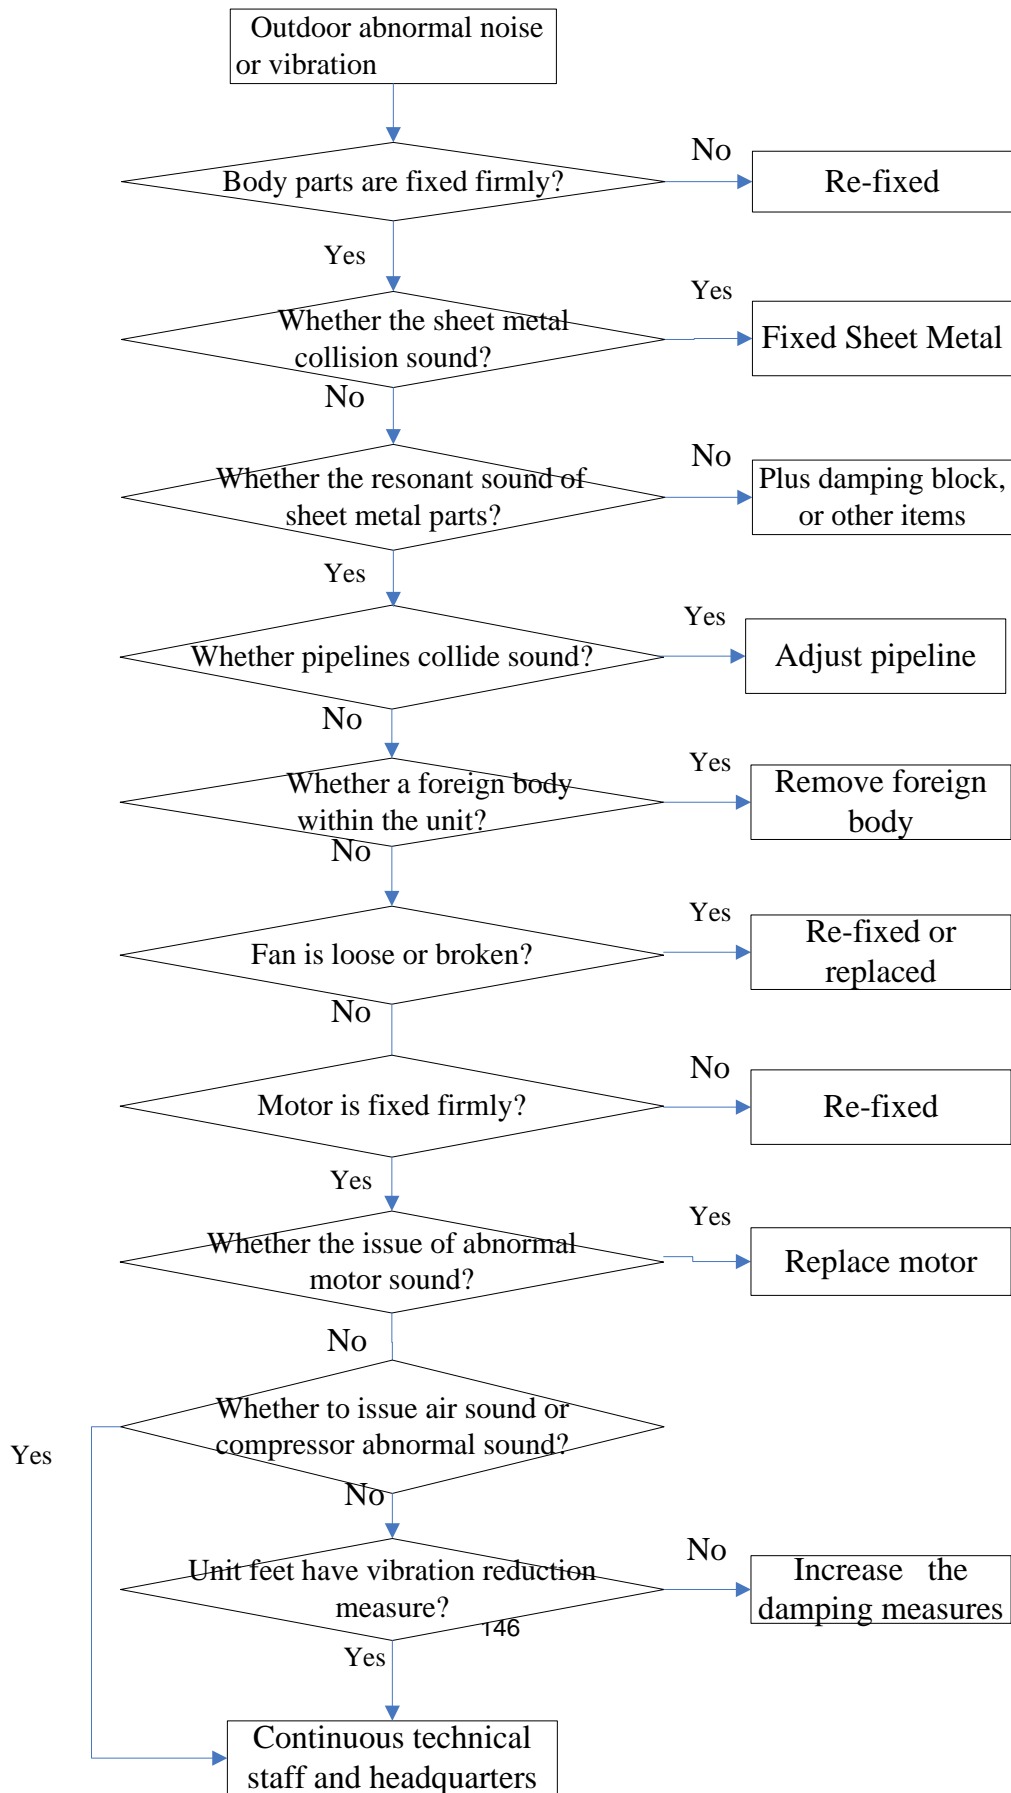 Outdoor abnormal noise
or vibration
No
Body parts are fixed firmly?
Re-fixed
Yes
Yes
Whether the sheet metal
collision sound?
Fixed Sheet Metal
No
No
Whether the resonant sound of
sheet metal parts?
Plus damping block,
or other items
Yes
Yes
Whether pipelines collide sound?
Adjust pipeline
No
Yes
Whether a foreign body
within the unit?
Remove foreign
body
No
Yes
Fan is loose or broken?
Re-fixed or
replaced
No
No
Motor is fixed firmly?
Re-fixed
Yes
Yes
Whether the issue of abnormal
motor sound?
Replace motor
No
Whether to issue air sound or
compressor abnormal sound?
Yes
No
No
Unit feet have vibration reduction
measure?
Increase the
damping measures
146
Yes
Continuous technical
staff and headquarters